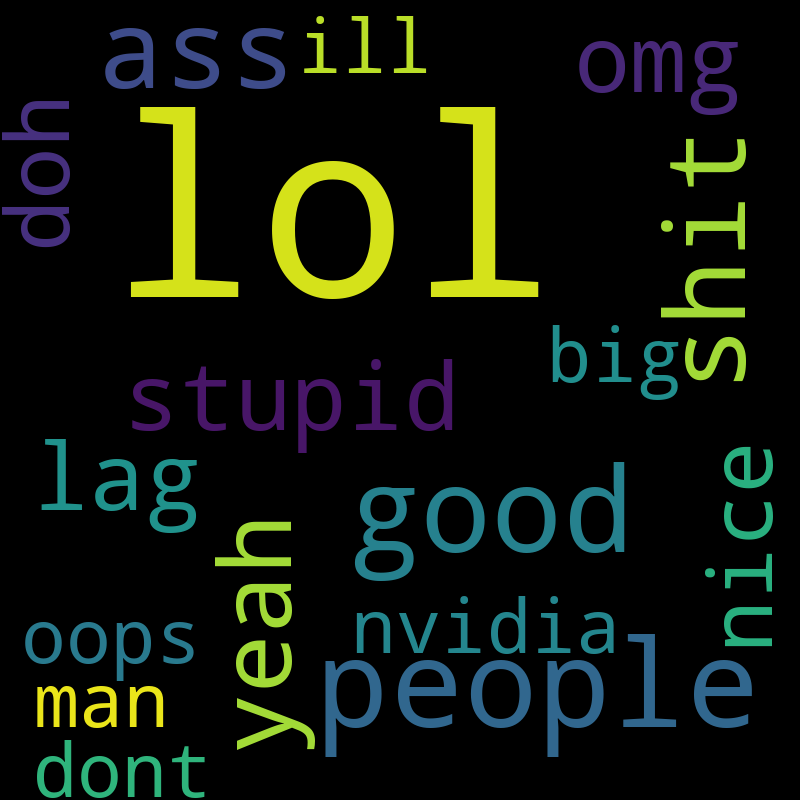 ass
ill
omg
doh
lol
shit
big
stupid
lag
good
nice
yeah
nvidia
oops
people
man
dont